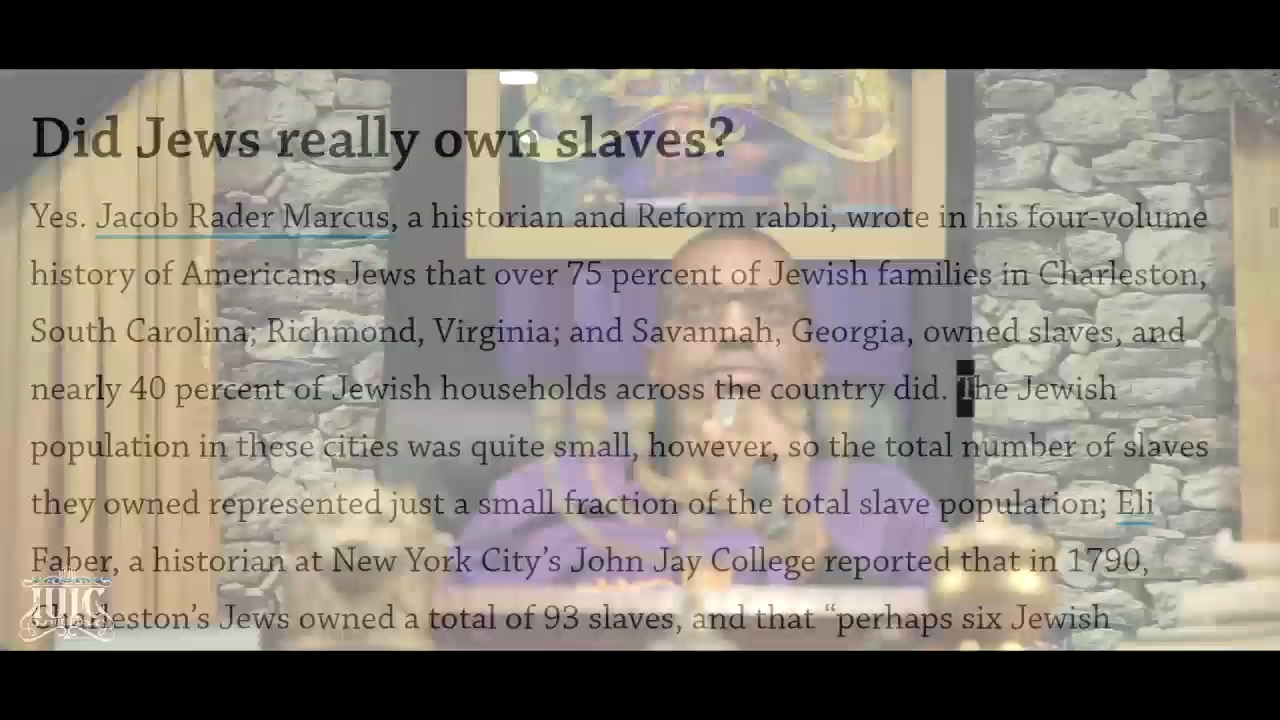 Did Jews really own slaves?
Yes. Jacob Rader Marcus, a historian and Reform rabbi, wrote in his four-volume
history of Americans Jews that over 75 percent of Jewish families in Charleston,
South Carolina; Richmond, Virginia; and Savannah, Georgia, owned slaves, and
nearly 40 percent of Jewish households across the country did. The Jewish
population in these cities was quite small, however, so the total number of slaves
they owned represented just a small fraction of the total slave population; Eli
Faber, a historian at New York City’s John Jay College reported that in 1790,
Charleston’s Jews owned a total of 93 slaves, and that “perhaps six Jewish
IUIC